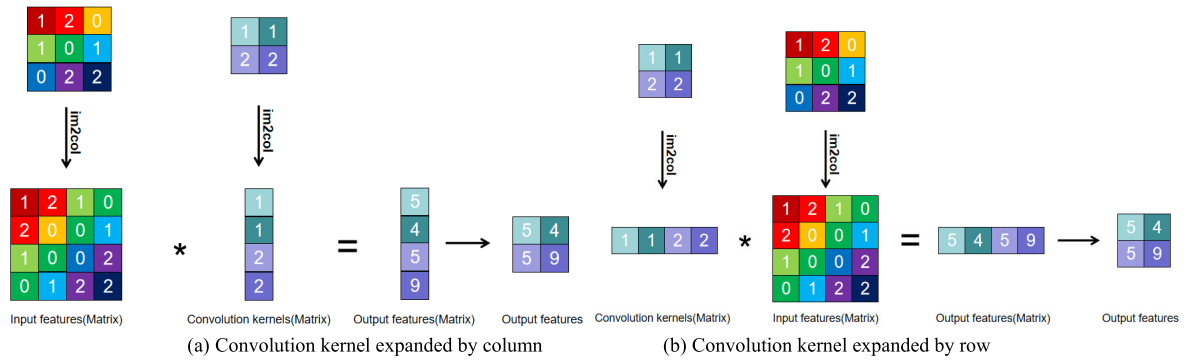 1 2 0
1 0 1
0 2 2
im2col
1 2 1 0
2 0 0 1
1 0 0 2
0 1 2 2
Input features(Matrix)
*
1 1
2 2
im2col
1
1
2
2
Convolution kernels(Matrix)
=
5
4
5
9
Output features(Matrix)
5 4
5 9
Output features
(a) Convolution kernel expanded by column
1 1
2 2
im2col
1 1 2 2
Convolution kernels(Matrix)
*
1 2 0
1 0 1
0 2 2
im2col
1 2 1 0
2 0 0 1
1 0 0 2
0 1 2 2
Input features(Matrix)
=
5 4 5 9
Output features(Matrix)
5 4
5 9
Output features
(b) Convolution kernel expanded by row